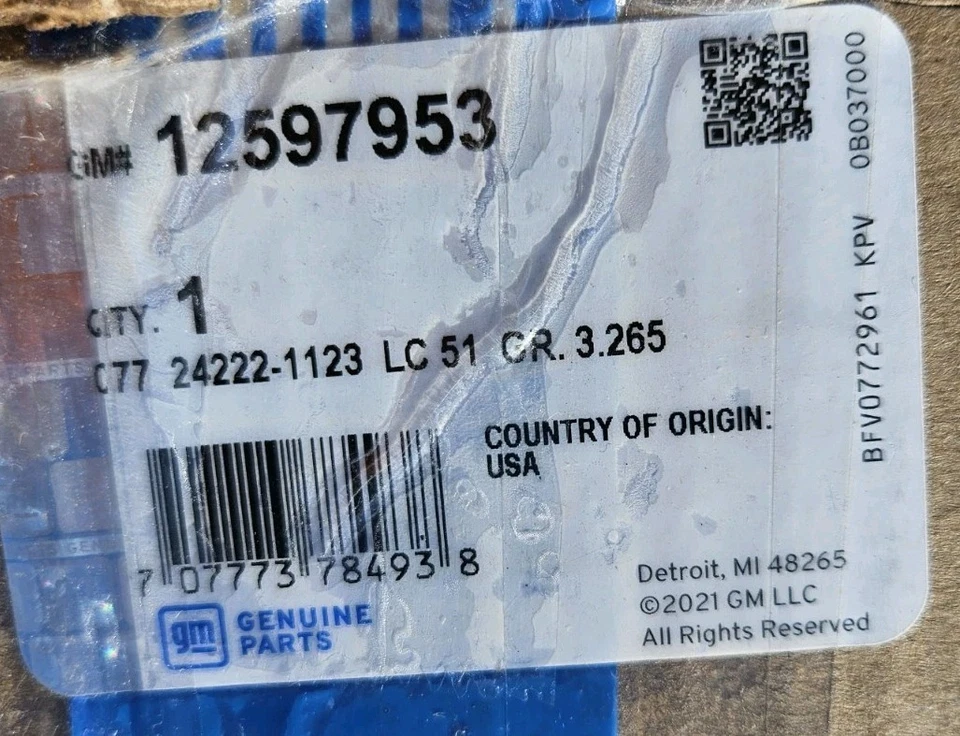 GM# 12597953
QTY. 1
C77 24222-1123 LC 51 GR. 3.265
COUNTRY OF ORIGIN:
USA
7 07773 78493 8
gm GENUINE
PARTS
Detroit, MI 48265
©2021 GM LLC
All Rights Reserved
BFV0772961 KPV 0B037000